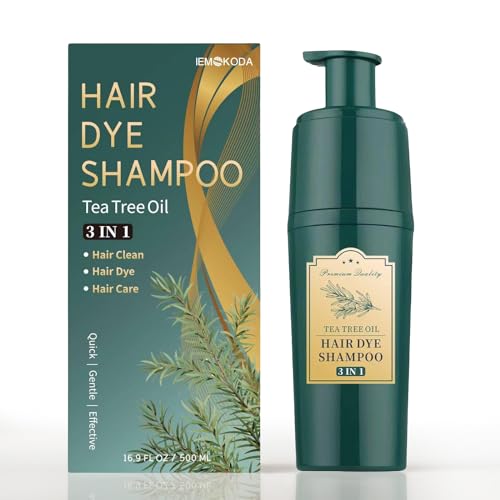 IEMOKODA
HAIR
DYE
SHAMPOO
Tea Tree Oil
3 IN 1
• Hair Clean
• Hair Dye
• Hair Care
Quick | Gentle | Effective
16.9 FL OZ / 500 ML
Premium Quality
TEA TREE OIL
HAIR DYE
SHAMPOO
3 IN 1